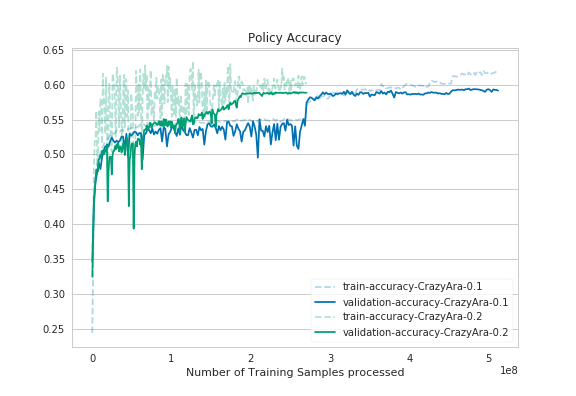 Policy Accuracy
0.65
0.60
0.55
0.50
0.45
0.40
0.35
0.30
0.25
train-accuracy-CrazyAra-0.1
validation-accuracy-CrazyAra-0.1
train-accuracy-CrazyAra-0.2
validation-accuracy-CrazyAra-0.2
0 1 2 3 4 5
1e8
Number of Training Samples processed